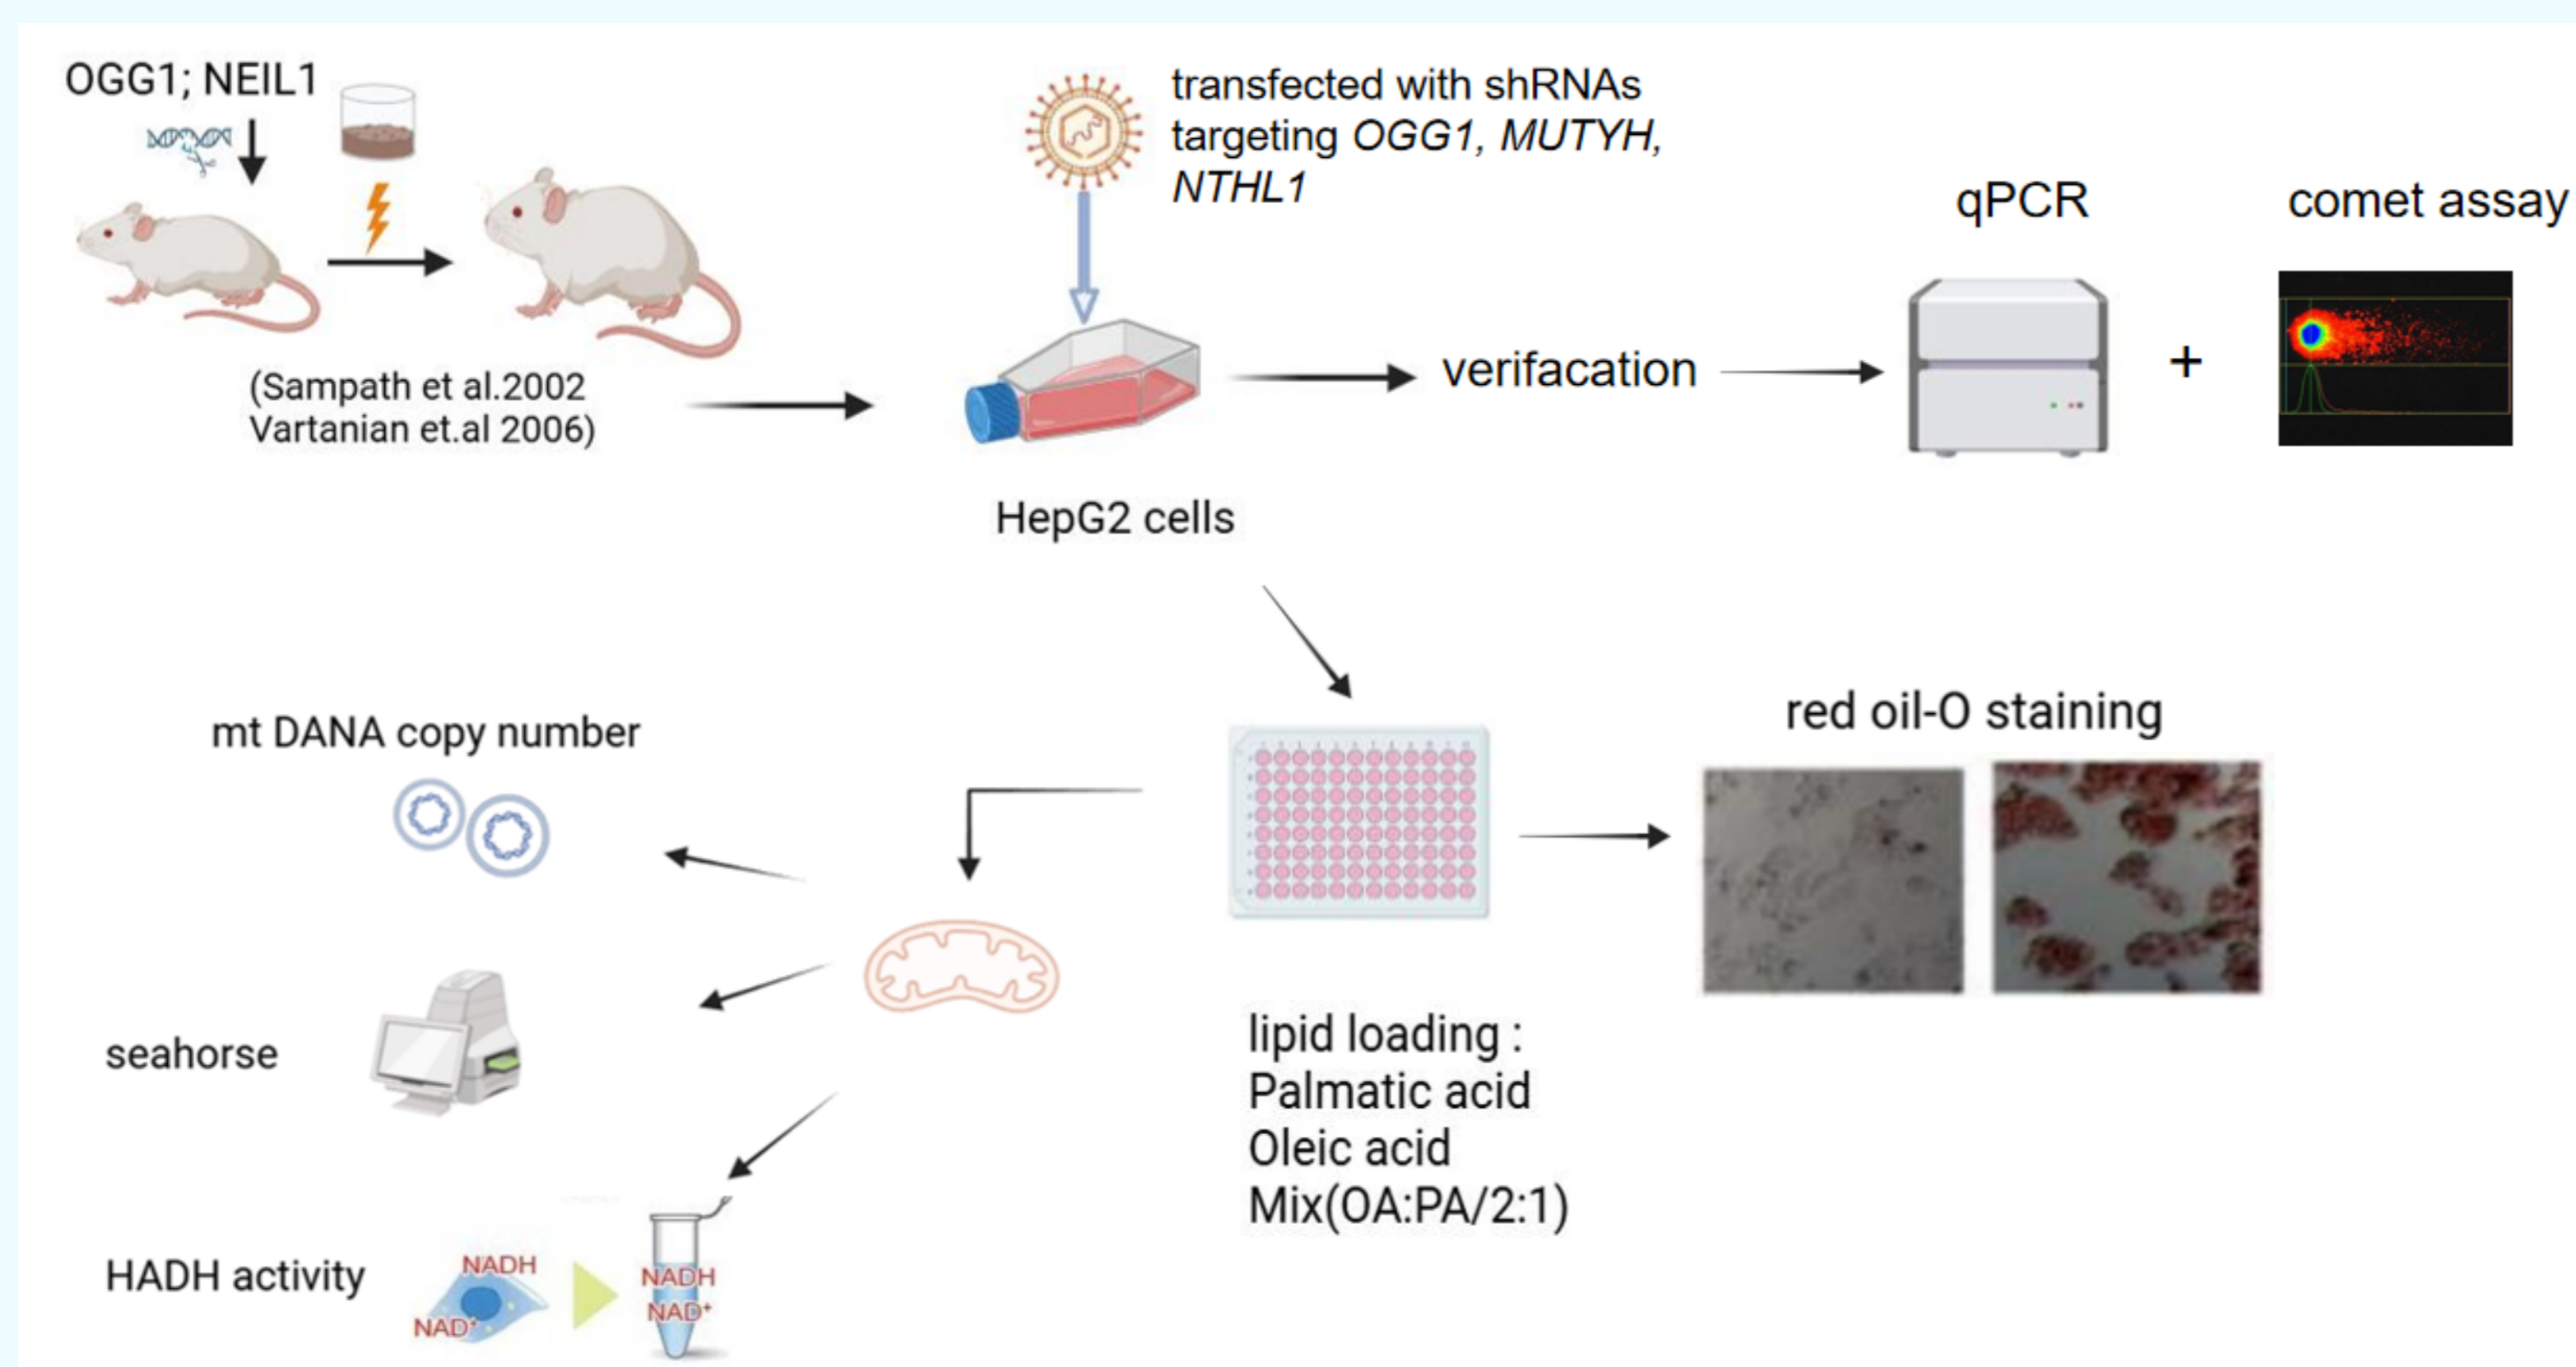 OGG1; NEIL1
(Sampath et al.2002
Vartanian et.al 2006)
transfected with shRNAs
targeting OGG1, MUTYH,
NTHL1
HepG2 cells
verifacation
qPCR
+
comet assay
mt DANA copy number
seahorse
HADH activity
NADH
NAD⁺
NADH
NAD⁺
lipid loading :
Palmatic acid
Oleic acid
Mix(OA:PA/2:1)
red oil-O staining